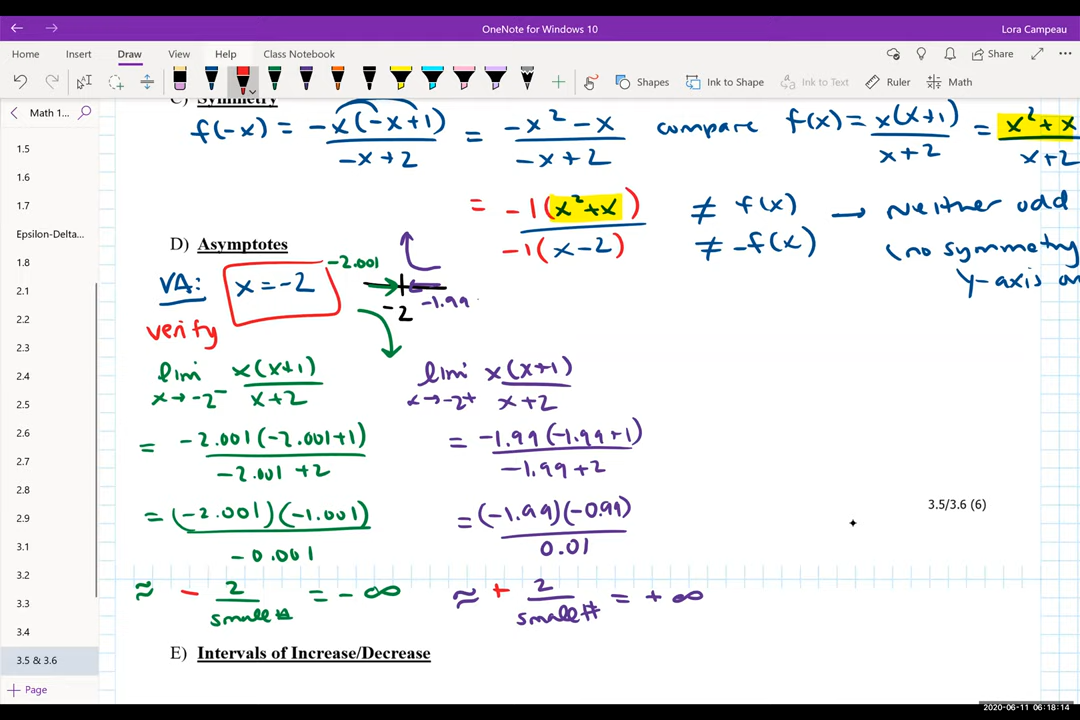 OneNote for Windows 10
Lora Campeau
Home Insert Draw View Help Class Notebook Share
Shapes Ink to Shape Ink to Text Ruler Math
Math 1...
1.5
1.6
1.7
Epsilon-Delta...
1.8
2.1
2.2
2.3
2.4
2.5
2.6
2.7
2.8
2.9
3.1
3.2
3.3
3.4
3.5 & 3.6
+ Page
C) Symmetry
f(-x) = -x(-x+1) / -x+2 = -x² - x / -x+2 compare f(x) = x(x+1) / x+2 = x² + x / x+2
= -1(x²+x) / -1(x-2) ≠ f(x) → Neither odd
≠ -f(x) (no symmetry
y-axis
D) Asymptotes
VA: x = -2
verify
-2.001
-2
-1.99
lim x→-2⁻ x(x+1) / x+2
= -2.001(-2.001+1) / -2.001+2
= (-2.001)(-1.001) / -0.001
≈ - 2 / small # = -∞
lim x→-2⁺ x(x+1) / x+2
= -1.99(-1.99+1) / -1.99+2
= (-1.99)(-0.99) / 0.01
≈ + 2 / small # = +∞
3.5/3.6 (6)
E) Intervals of Increase/Decrease
2020-06-11 06:18:14